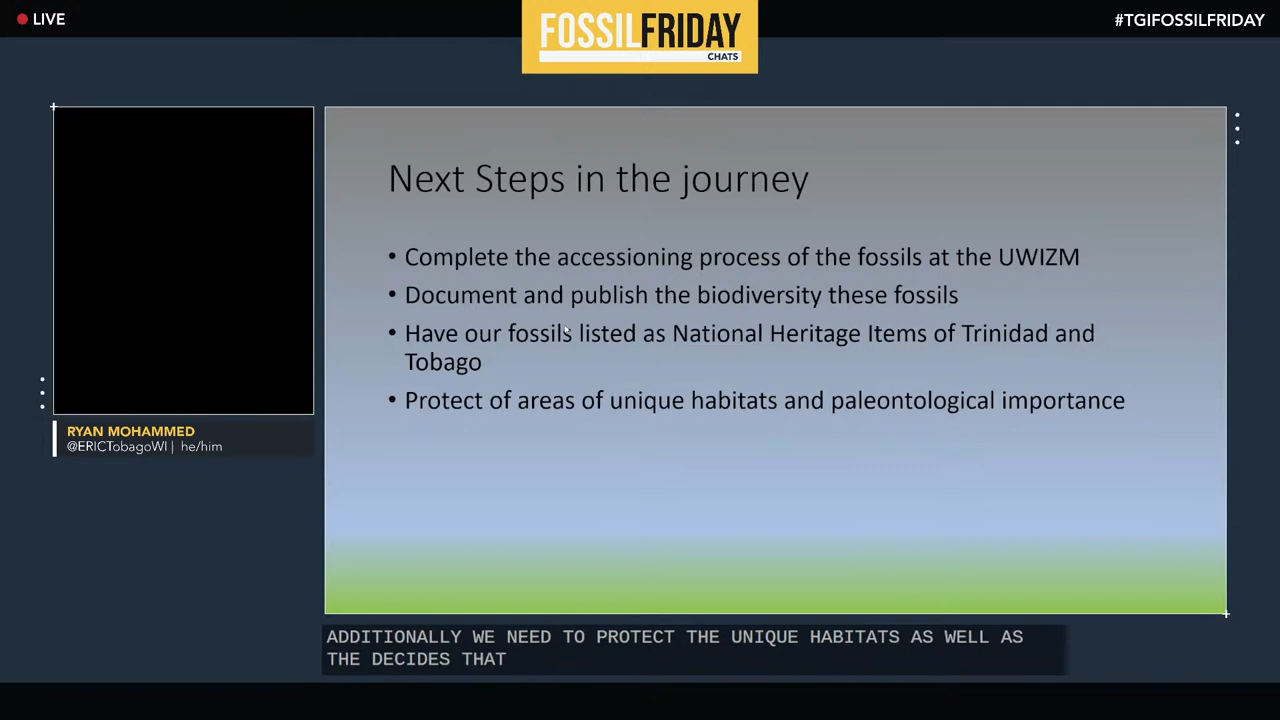 LIVE
FOSSILFRIDAY
CHATS
#TGIFOSSILFRIDAY
Next Steps in the journey
• Complete the accessioning process of the fossils at the UWIZM
• Document and publish the biodiversity these fossils
• Have our fossils listed as National Heritage Items of Trinidad and
Tobago
• Protect of areas of unique habitats and paleontological importance
RYAN MOHAMMED
@ERICTobagoWI | he/him
ADDITIONALLY WE NEED TO PROTECT THE UNIQUE HABITATS AS WELL AS
THE DECIDES THAT